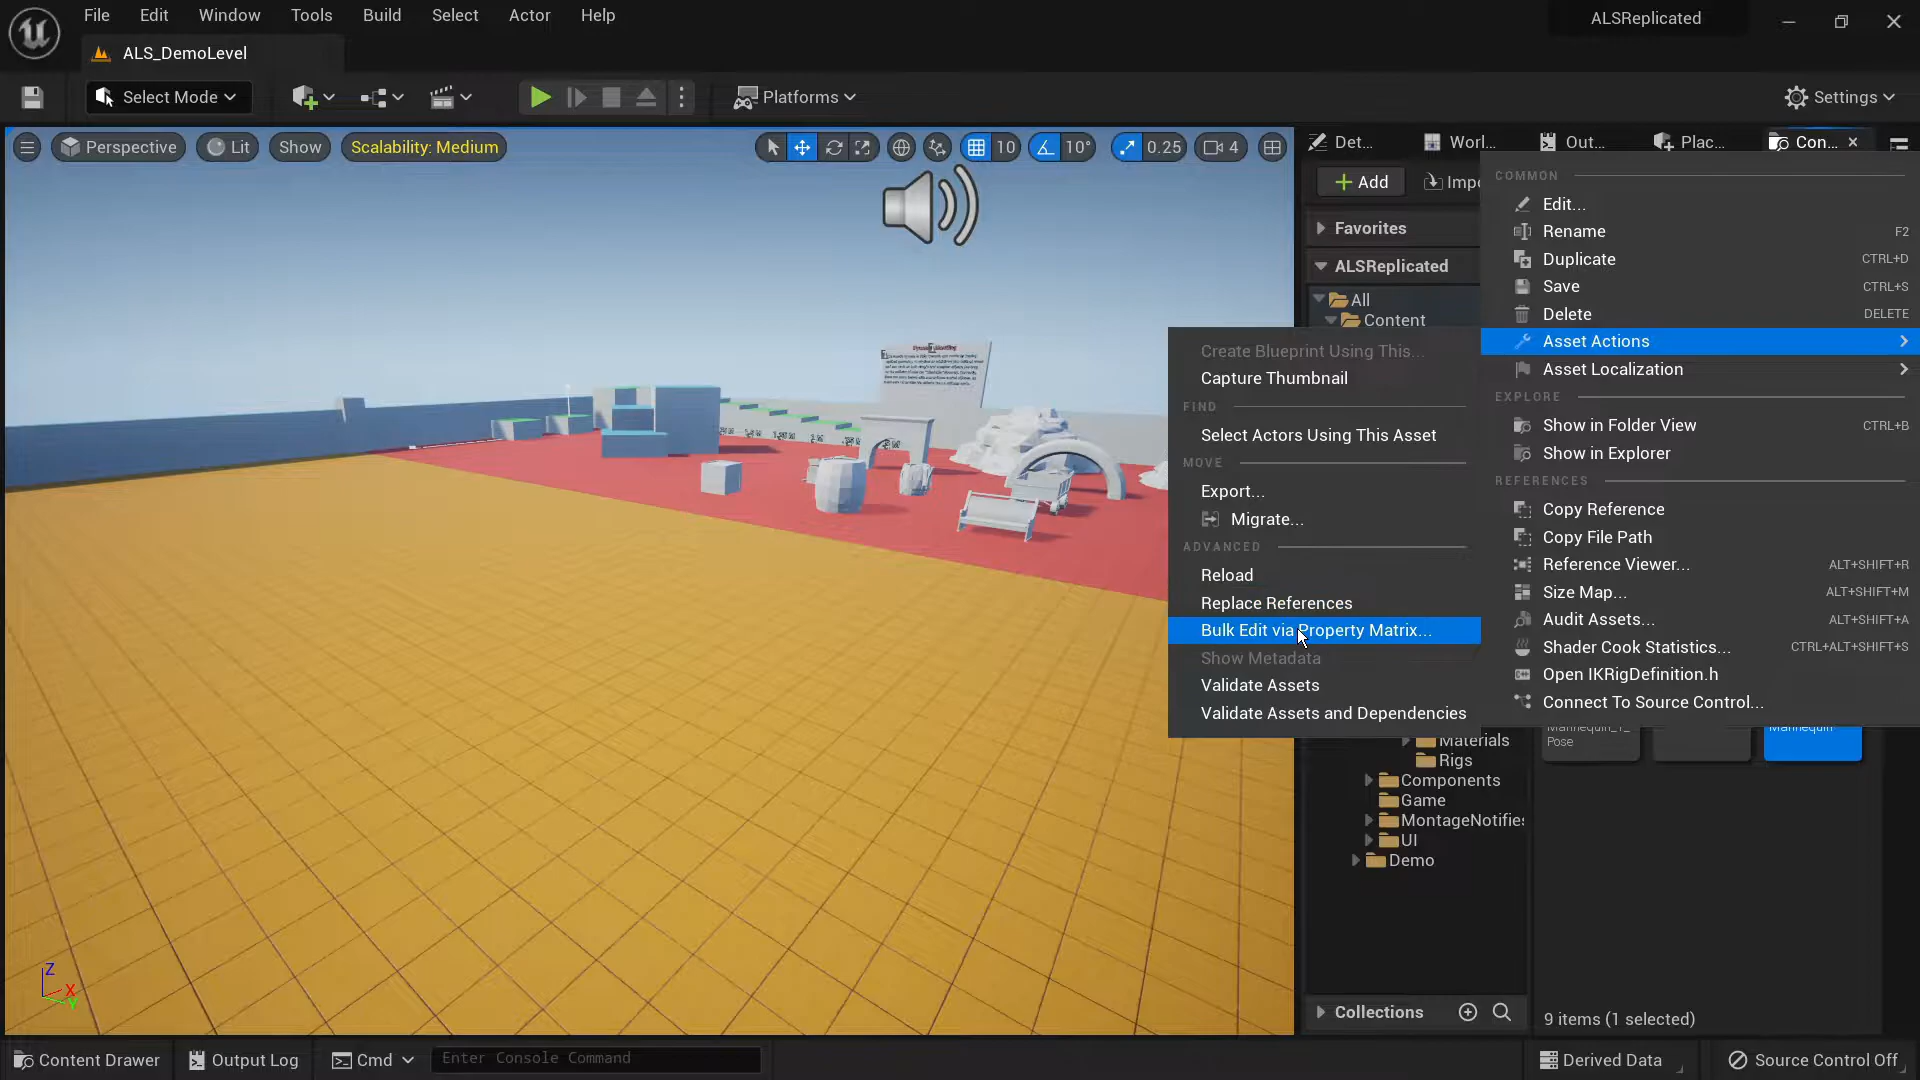 File Edit Window Tools Build Select Actor Help
ALSReplicated
ALS_DemoLevel
Select Mode
Platforms
Settings
Perspective
Lit
Show
Scalability: Medium
10
10°
0.25
4
Det...
Worl...
Out...
Plac...
Con...
Add
Impo
Favorites
ALSReplicated
All
Content
COMMON
Edit...
Rename F2
Duplicate CTRL+D
Save CTRL+S
Delete DELETE
Asset Actions
Asset Localization
EXPLORE
Show in Folder View CTRL+B
Show in Explorer
REFERENCES
Copy Reference
Copy File Path
Reference Viewer... ALT+SHIFT+R
Size Map... ALT+SHIFT+M
Audit Assets... ALT+SHIFT+A
Shader Cook Statistics... CTRL+ALT+SHIFT+S
Open IKRigDefinition.h
Connect To Source Control...
Create Blueprint Using This...
Capture Thumbnail
FIND
Select Actors Using This Asset
MOVE
Export...
Migrate...
ADVANCED
Reload
Replace References
Bulk Edit via Property Matrix...
Show Metadata
Validate Assets
Validate Assets and Dependencies
Mannequin_T_
Pose
Mannequin
Materials
Rigs
Components
Game
MontageNotifies
UI
Demo
Z
X
Y
Collections
9 items (1 selected)
Content Drawer
Output Log
Cmd
Enter Console Command
Derived Data
Source Control Off